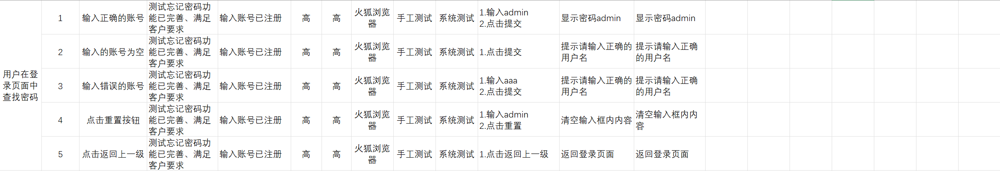 用户在登
录页面中
查找密码
1
输入正确的账号
测试忘记密码功
能已完善、满足
客户要求
输入账号已注册
高
高
火狐浏览
器
手工测试
系统测试
1.输入admin
2.点击提交
显示密码admin
显示密码admin
2
输入的账号为空
测试忘记密码功
能已完善、满足
客户要求
输入账号已注册
高
高
火狐浏览
器
手工测试
系统测试
1.点击提交
提示请输入正确的
用户名
提示请输入正确
的用户名
3
输入错误的账号
测试忘记密码功
能已完善、满足
客户要求
输入账号已注册
高
高
火狐浏览
器
手工测试
系统测试
1.输入aaa
2.点击提交
提示请输入正确的
用户名
提示请输入正确
的用户名
4
点击重置按钮
测试忘记密码功
能已完善、满足
客户要求
输入账号已注册
高
高
火狐浏览
器
手工测试
系统测试
1.输入admin
2.点击重置
清空输入框内内容
清空输入框内内
容
5
点击返回上一级
测试忘记密码功
能已完善、满足
客户要求
输入账号已注册
高
高
火狐浏览
器
手工测试
系统测试
1.点击返回上一级
返回登录页面
返回登录页面